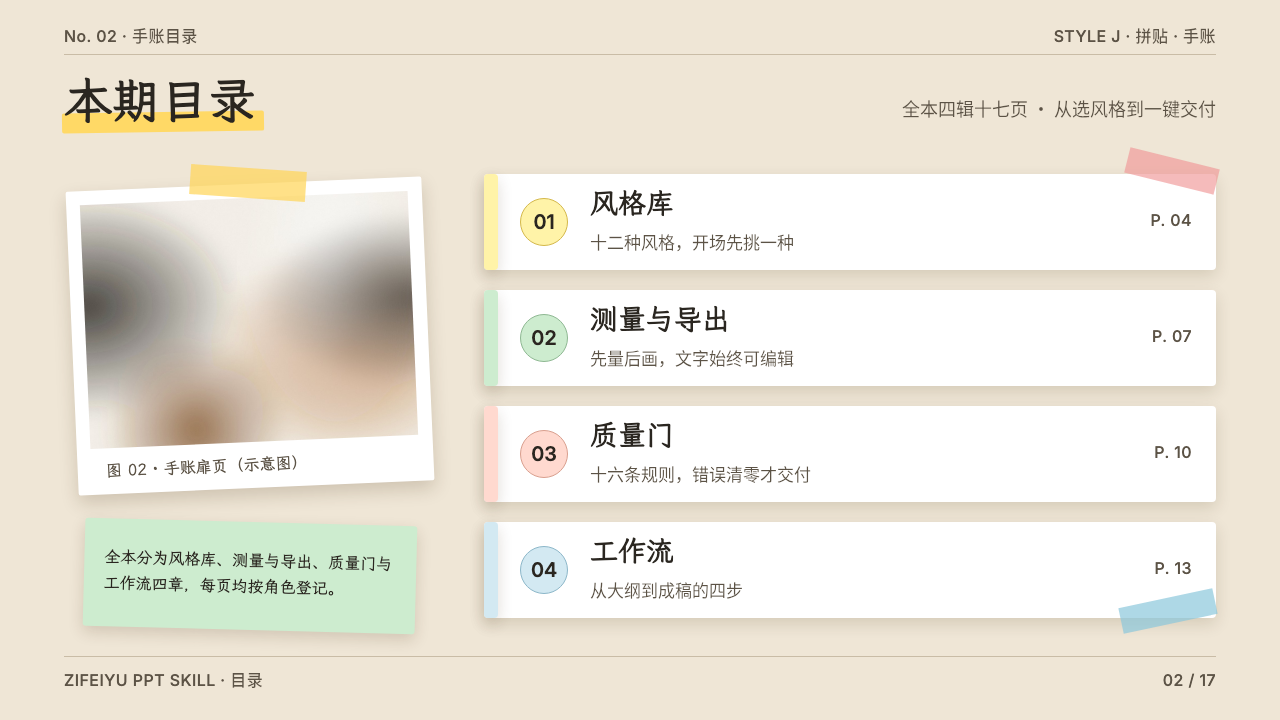 No. 02 · 手账目录
STYLE J · 拼贴 · 手账
本期目录
全本四辑十七页 · 从选风格到一键交付
图 02 · 手账扉页（示意图）
全本分为风格库、测量与导出、质量门与
工作流四章，每页均按角色登记。
01
风格库
十二种风格，开场先挑一种
P. 04
02
测量与导出
先量后画，文字始终可编辑
P. 07
03
质量门
十六条规则，错误清零才交付
P. 10
04
工作流
从大纲到成稿的四步
P. 13
ZIFEIYU PPT SKILL · 目录
02 / 17